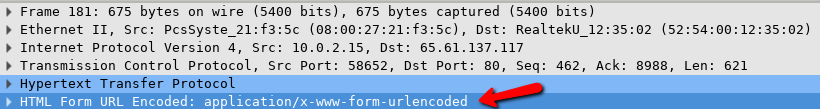 Frame 181: 675 bytes on wire (5400 bits), 675 bytes captured (5400 bits)
Ethernet II, Src: PcsSyste_21:f3:5c (08:00:27:21:f3:5c), Dst: RealtekU_12:35:02 (52:54:00:12:35:02)
Internet Protocol Version 4, Src: 10.0.2.15, Dst: 65.61.137.117
Transmission Control Protocol, Src Port: 58652, Dst Port: 80, Seq: 462, Ack: 8988, Len: 621
Hypertext Transfer Protocol
HTML Form URL Encoded: application/x-www-form-urlencoded